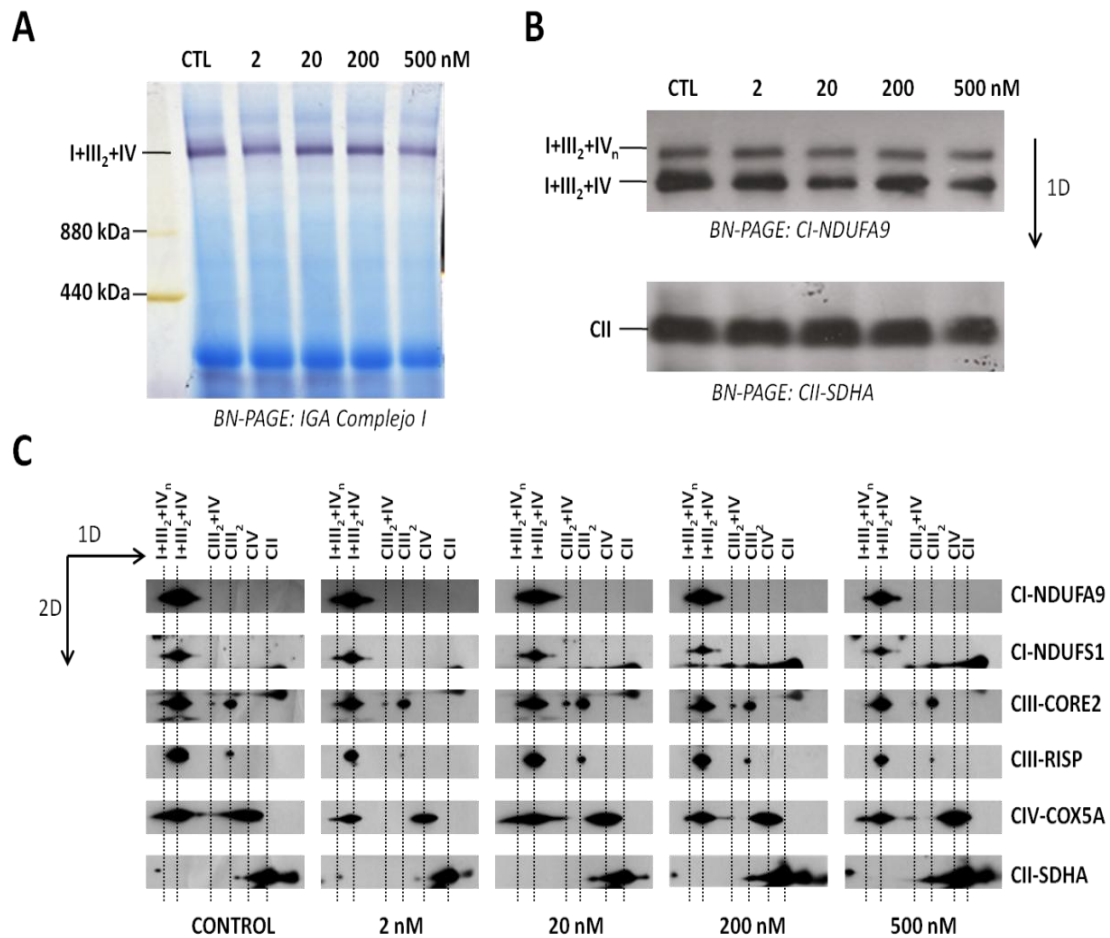 A
CTL 2 20 200 500 nM
I+III₂+IV
880 kDa
440 kDa
BN-PAGE: IGA Complejo I
B
CTL 2 20 200 500 nM
I+III₂+IVₙ
I+III₂+IV
1D
BN-PAGE: CI-NDUFA9
CII
BN-PAGE: CII-SDHA
C
1D
2D
I+III₂+IVₙ
I+III₂+IV
CIII₂+IV
CIII₂
CIV
CII
I+III₂+IVₙ
I+III₂+IV
CIII₂+IV
CIII₂
CIV
CII
I+III₂+IVₙ
I+III₂+IV
CIII₂+IV
CIII₂
CIV
CII
I+III₂+IVₙ
I+III₂+IV
CIII₂+IV
CIII₂
CIV
CII
I+III₂+IVₙ
I+III₂+IV
CIII₂+IV
CIII₂
CIV
CII
CI-NDUFA9
CI-NDUFS1
CIII-CORE2
CIII-RISP
CIV-COX5A
CII-SDHA
CONTROL 2 nM 20 nM 200 nM 500 nM